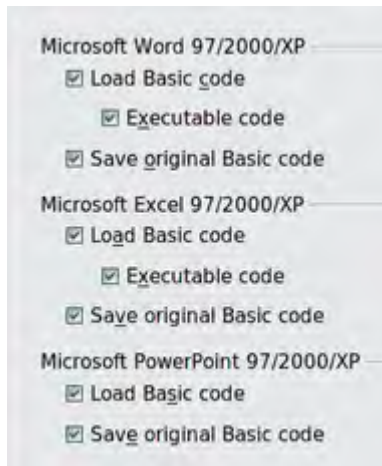 Microsoft Word 97/2000/XP
Load Basic code
Executable code
Save original Basic code
Microsoft Excel 97/2000/XP
Load Basic code
Executable code
Save original Basic code
Microsoft PowerPoint 97/2000/XP
Load Basic code
Save original Basic code